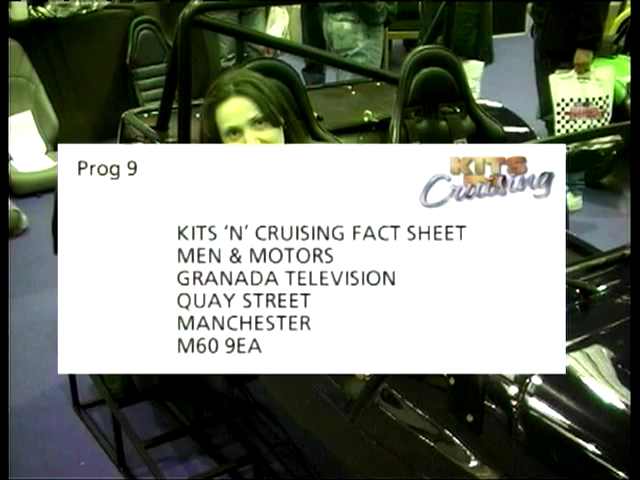 Prog 9
KITS
Cruising
KITS 'N' CRUISING FACT SHEET
MEN & MOTORS
GRANADA TELEVISION
QUAY STREET
MANCHESTER
M60 9EA